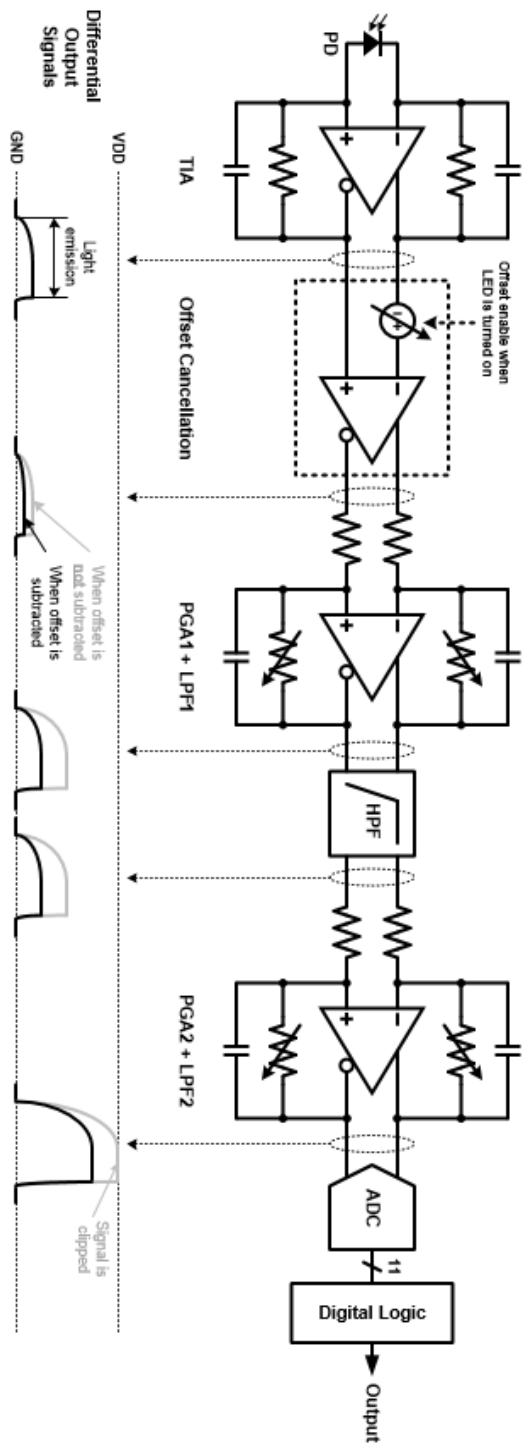 Offset enable when
LED is turned on
PD
−
+
TIA
− +
−
+
Offset Cancellation
−
+
PGA1 + LPF1
HPF
−
+
PGA2 + LPF2
ADC
11
Digital Logic
Output
Differential
Output
Signals
VDD
GND
Light
emission
When offset is
not subtracted
When offset is
subtracted
Signal is
clipped